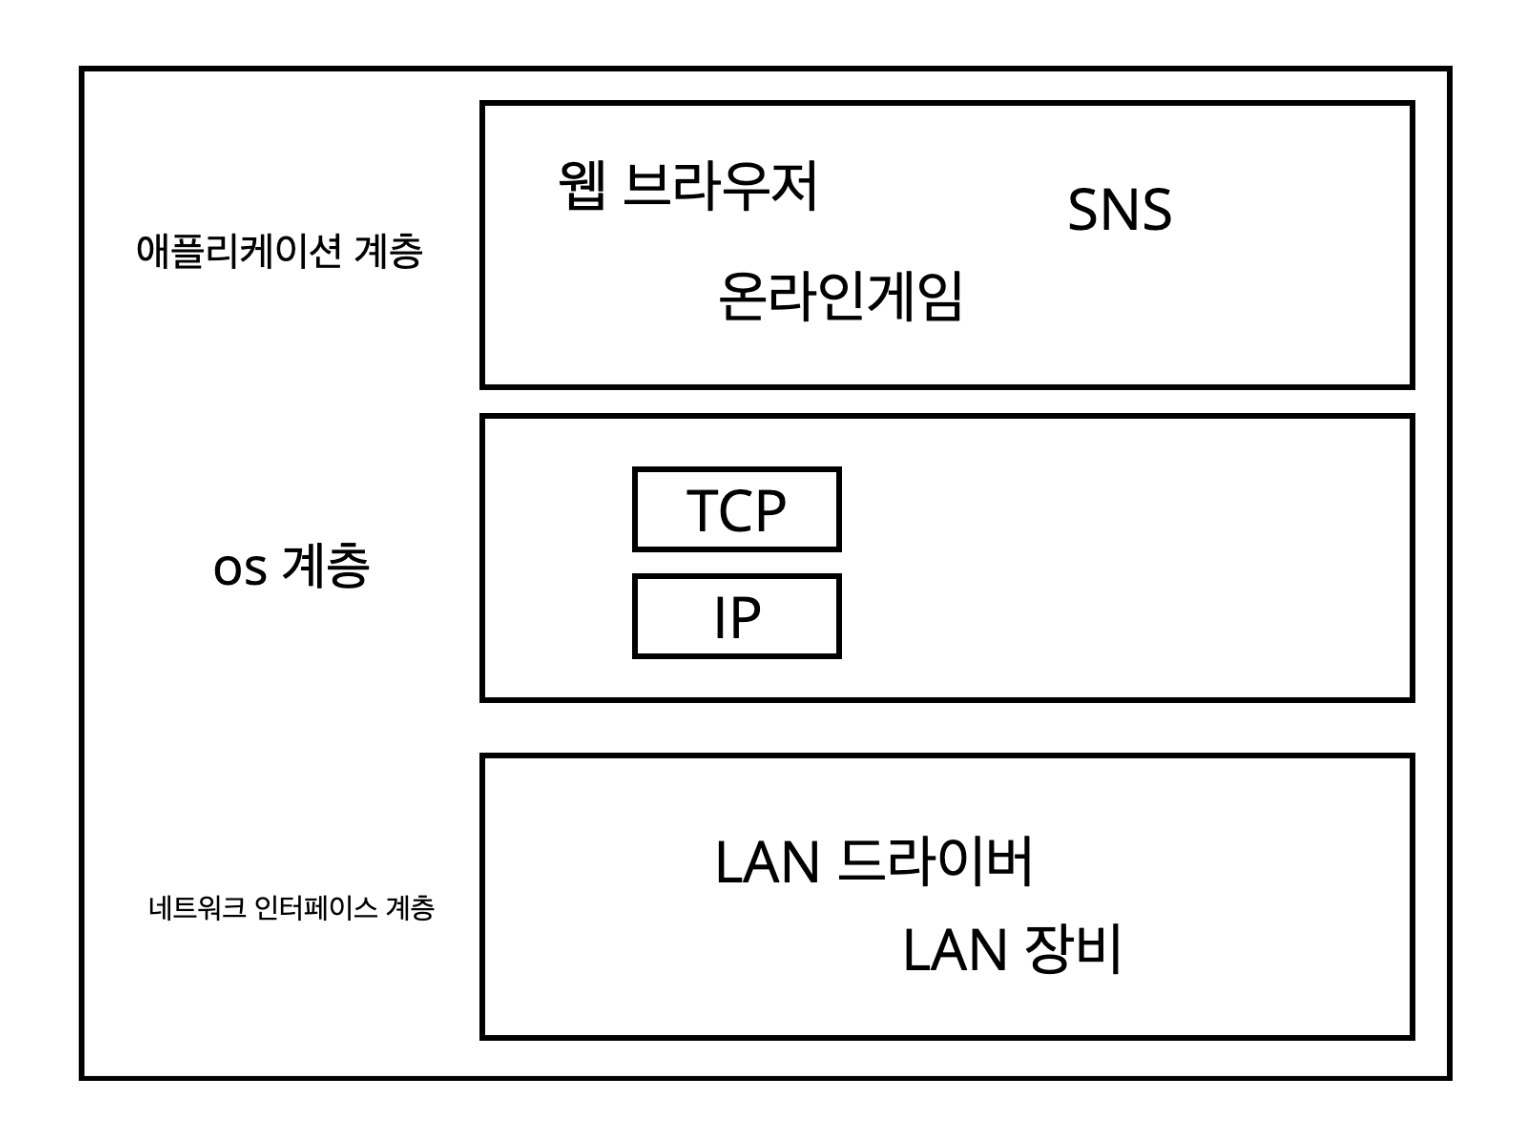 애플리케이션 계층
웹 브라우저
SNS
온라인게임
os 계층
TCP
IP
네트워크 인터페이스 계층
LAN 드라이버
LAN 장비